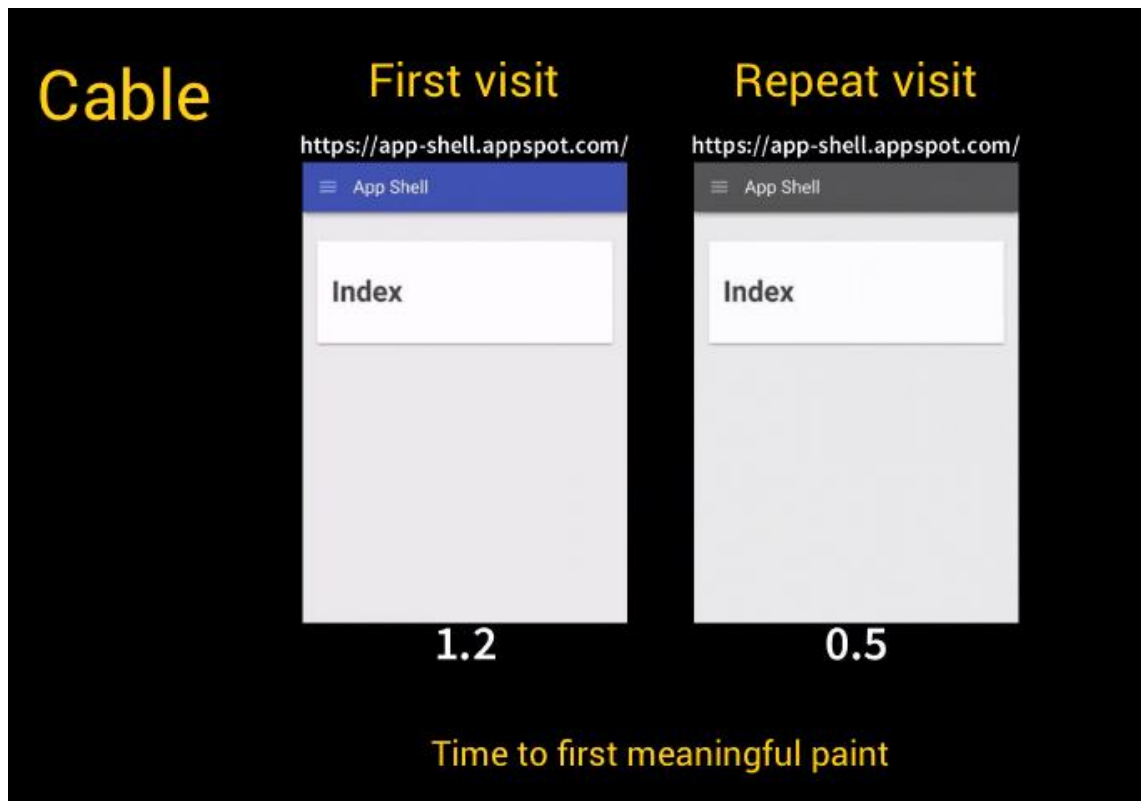 Cable
First visit
Repeat visit
https://app-shell.appspot.com/
https://app-shell.appspot.com/
App Shell
App Shell
Index
Index
1.2
0.5
Time to first meaningful paint